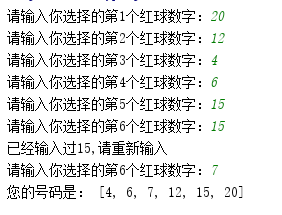 请输入你选择的第1个红球数字：20
请输入你选择的第2个红球数字：12
请输入你选择的第3个红球数字：4
请输入你选择的第4个红球数字：6
请输入你选择的第5个红球数字：15
请输入你选择的第6个红球数字：15
已经输入过15,请重新输入
请输入你选择的第6个红球数字：7
您的号码是： [4, 6, 7, 12, 15, 20]